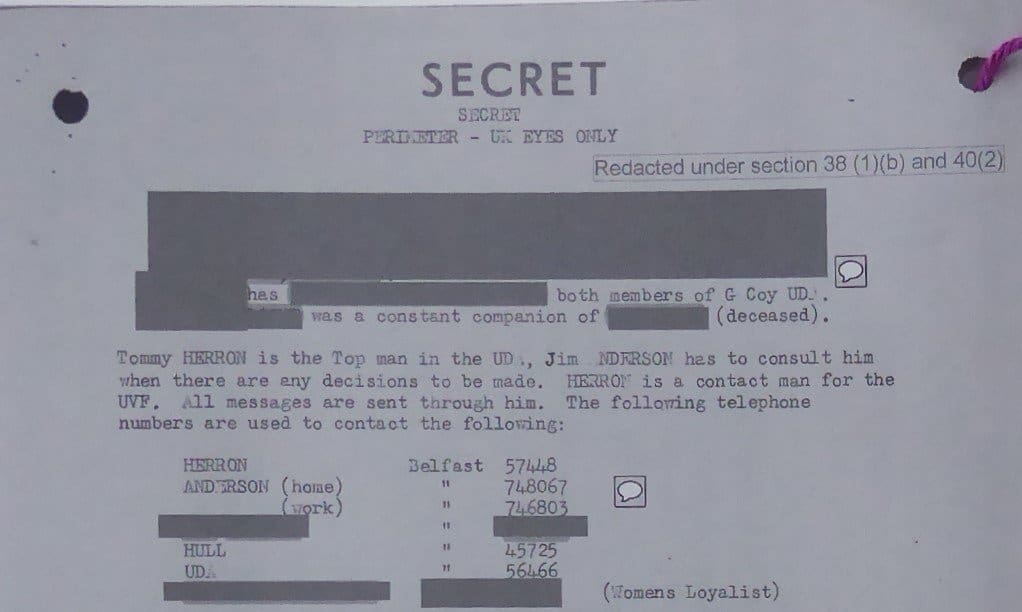 SECRET
SECRET
PERIMETER - UK EYES ONLY
Redacted under section 38 (1)(b) and 40(2)
has both members of G Coy UD.
was a constant companion of (deceased).
Tommy HERRON is the Top man in the UD , Jim NDERSON has to consult him
when there are any decisions to be made. HERRON is a contact man for the
UVF. All messages are sent through him. The following telephone
numbers are used to contact the following:
HERRON Belfast 57448
ANDERSON (home) " 748067
(work) " 746803
"
HULL " 45725
UDA " 56466
(Womens Loyalist)